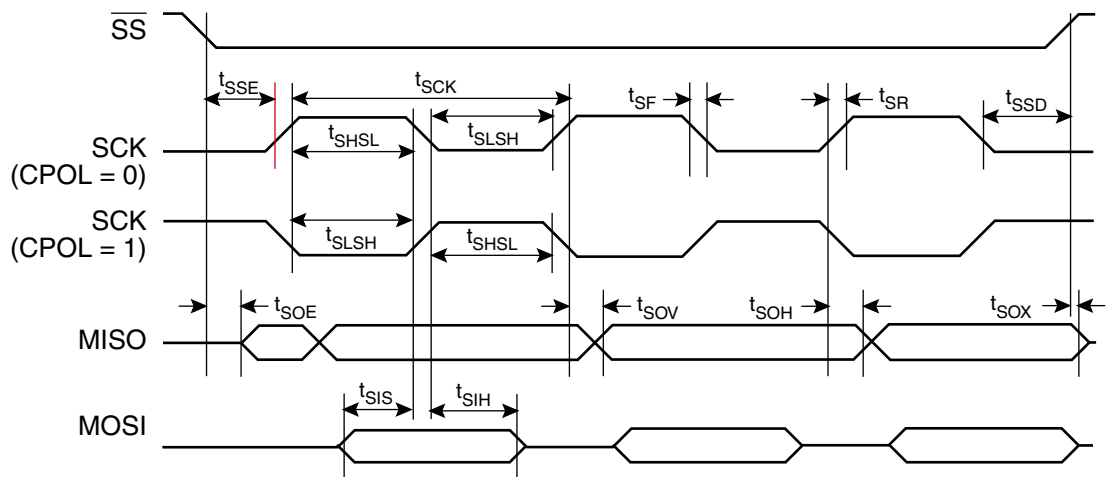 SS
tSSE
tSCK
tSF
tSR
tSSD
SCK
(CPOL = 0)
tSHSL
tSLSH
SCK
(CPOL = 1)
tSLSH
tSHSL
tSOE
tSOV
tSOH
tSOX
MISO
tSIS
tSIH
MOSI